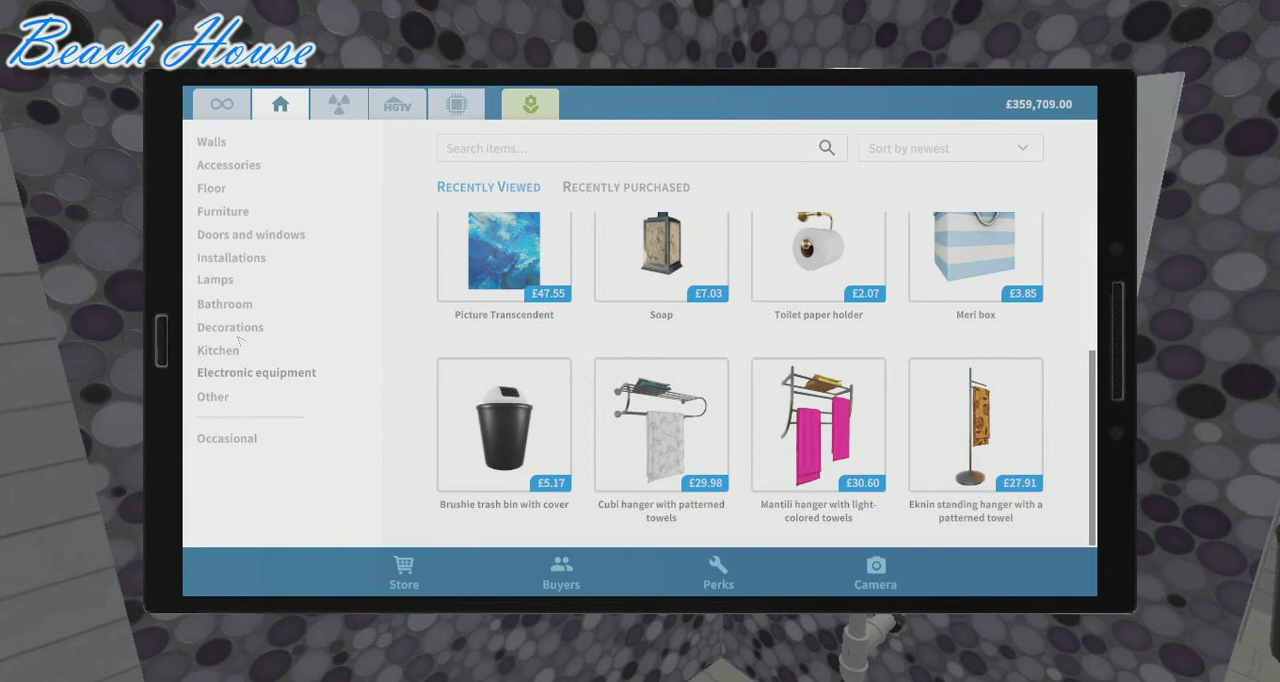 Beach House
HGTV
£359,709.00
Walls
Accessories
Floor
Furniture
Doors and windows
Installations
Lamps
Bathroom
Decorations
Kitchen
Electronic equipment
Other
Occasional
Search items...
Sort by newest
Recently Viewed
Recently purchased
£47.55
£7.03
£2.07
£3.85
Picture Transcendent
Soap
Toilet paper holder
Meri box
£5.17
£29.98
£30.60
£27.91
Brushie trash bin with cover
Cubi hanger with patterned
towels
Mantili hanger with light-
colored towels
Eknin standing hanger with a
patterned towel
Store
Buyers
Perks
Camera